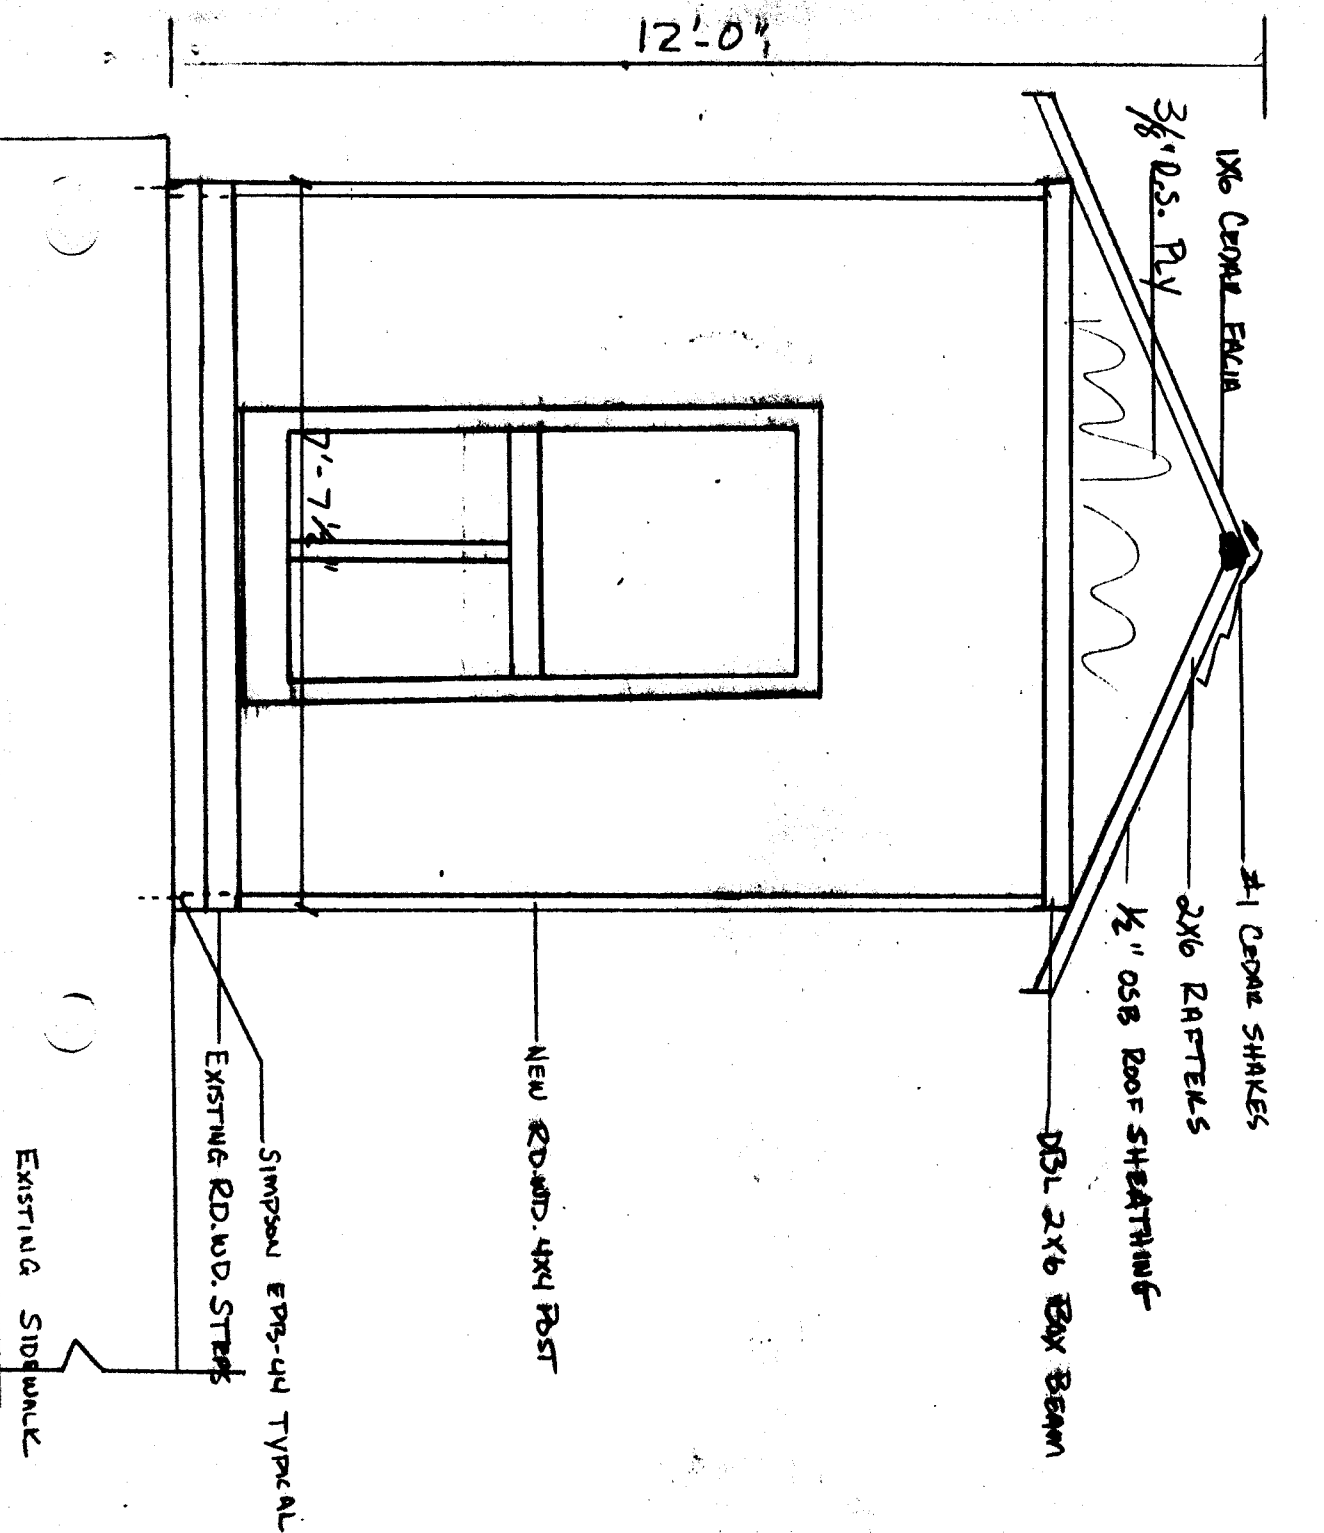 12'-0"
1X6 CEDAR FACIA
3/8" R.S. PLY
#1 CEDAR SHAKES
2X6 RAFTERS
1/2" OSB ROOF SHEATHING
DBL 2X6 BOX BEAM
NEW RD.WD. 4X4 POST
7'-7 1/2"
SIMPSON EPB-44 TYPICAL
EXISTING RD.WD. STEPS
EXISTING SIDEWALK